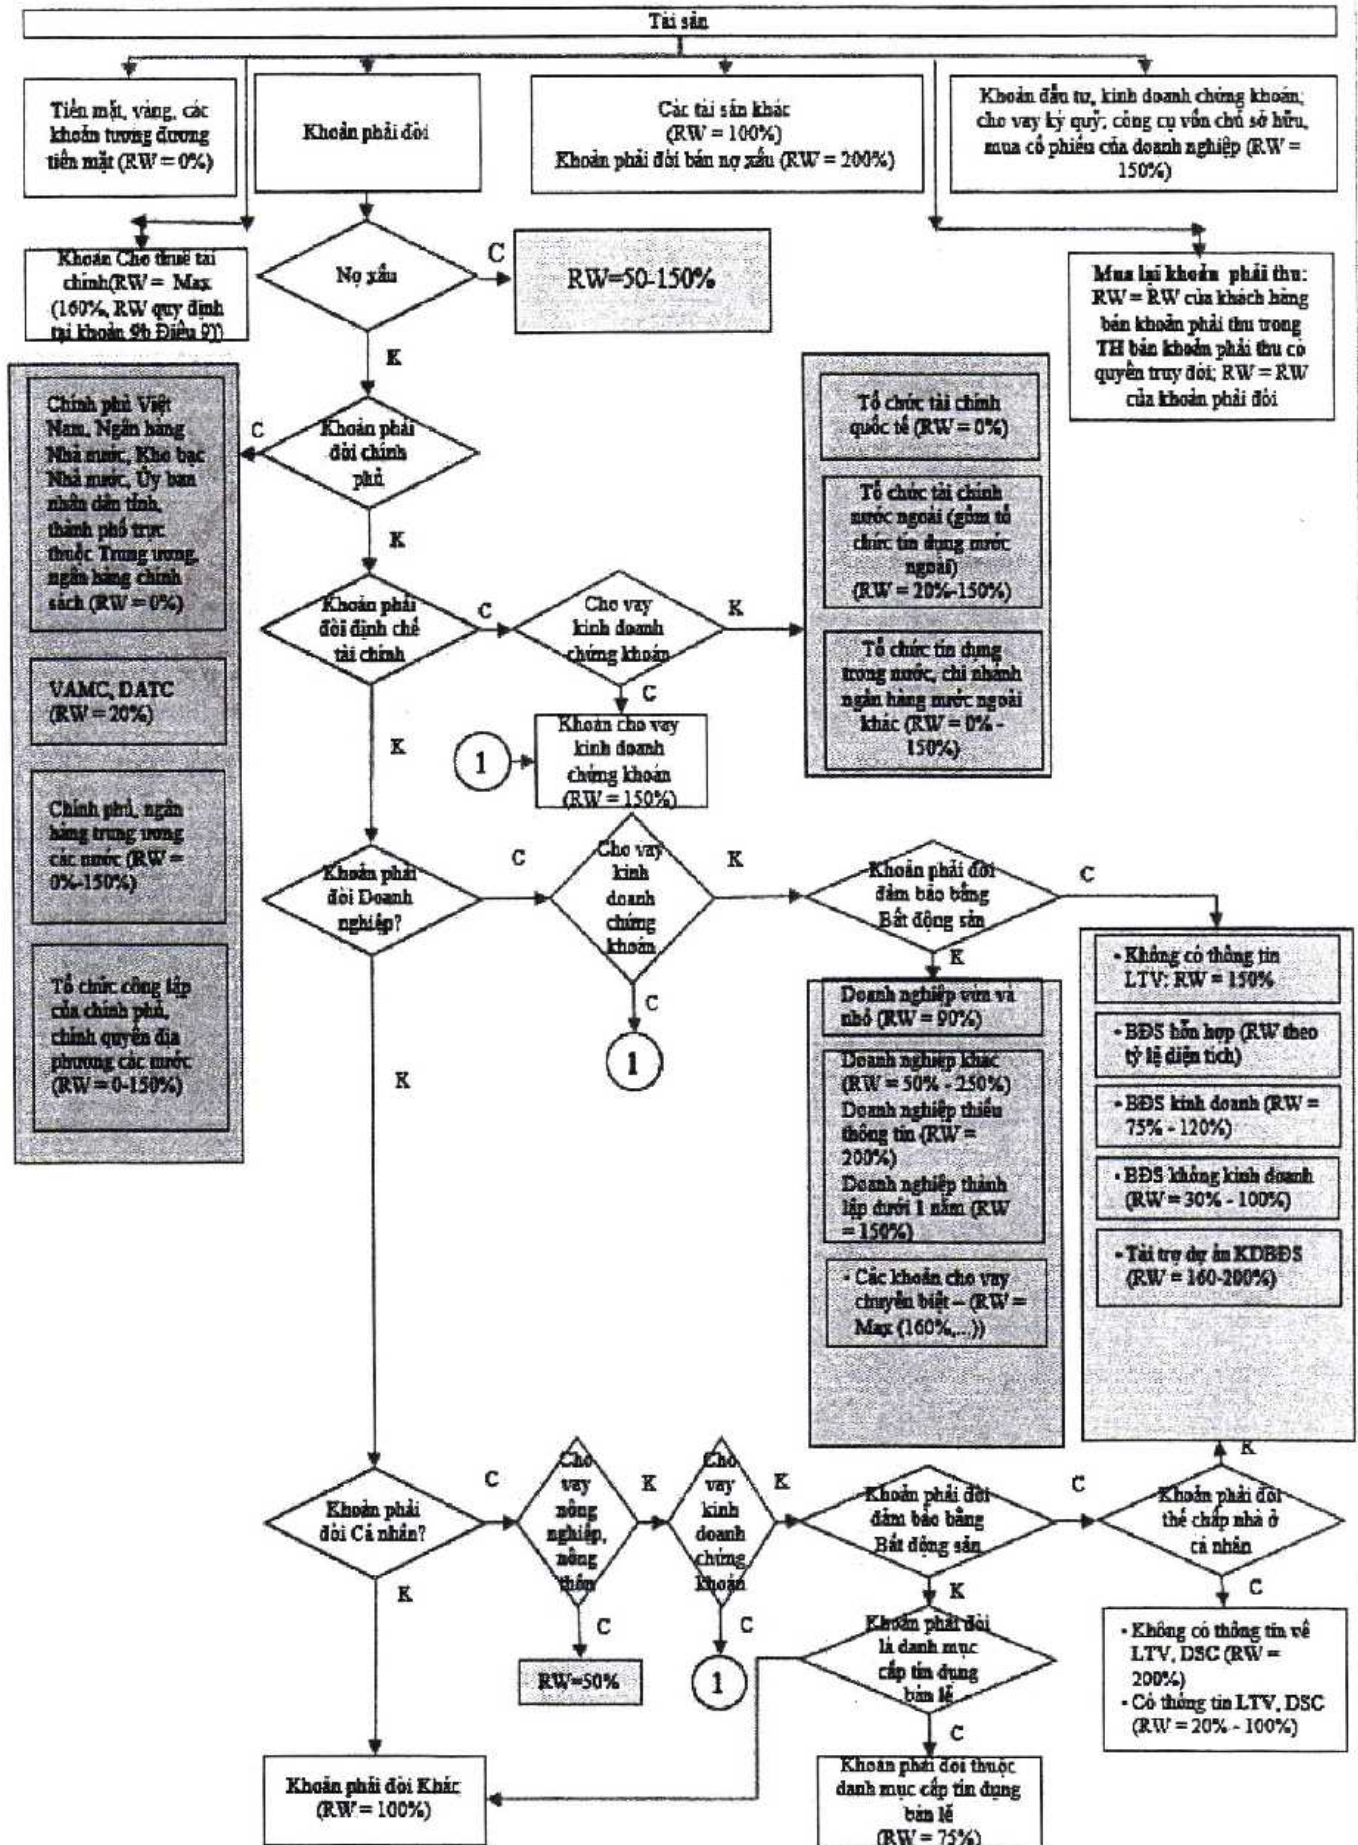 Tài sản
Tiền mặt, vàng, các
khoản tương đương
tiền mặt (RW = 0%)
Khoản phải đòi
Các tài sản khác
(RW = 100%)
Khoản phải đòi bán nợ xấu (RW = 200%)
Khoản đầu tư, kinh doanh chứng khoán;
cho vay ký quỹ; công cụ vốn chủ sở hữu,
mua cổ phiếu của doanh nghiệp (RW =
150%)
Khoản Cho thuê tài
chính(RW = Max
(160%, RW quy định
tại khoản 9b Điều 9))
Nợ xấu
C
RW=50-150%
Mua lại khoản phải thu:
RW = RW của khách hàng
bán khoản phải thu trong
TH bán khoản phải thu có
quyền truy đòi; RW = RW
của khoản phải đòi
K
Chính phủ Việt
Nam, Ngân hàng
Nhà nước, Kho bạc
Nhà nước, Ủy ban
nhân dân tỉnh,
thành phố trực
thuộc Trung ương,
ngân hàng chính
sách (RW = 0%)
VAMC, DATC
(RW = 20%)
Chính phủ, ngân
hàng trung ương
các nước (RW =
0%-150%)
Tổ chức công lập
của chính phủ,
chính quyền địa
phương các nước
(RW = 0-150%)
C
Khoản phải
đòi chính
phủ
K
Tổ chức tài chính
quốc tế (RW = 0%)
Tổ chức tài chính
nước ngoài (gồm tổ
chức tín dụng nước
ngoài)
(RW = 20%-150%)
Tổ chức tín dụng
trong nước, chi nhánh
ngân hàng nước ngoài
khác (RW = 0% -
150%)
Khoản phải
đòi định chế
tài chính
C
Cho vay
kinh doanh
chứng khoán
K
C
K
1
Khoản cho vay
kinh doanh
chứng khoán
(RW = 150%)
Khoản phải
đòi Doanh
nghiệp?
C
Cho vay
kinh
doanh
chứng
khoán
K
Khoản phải đòi
đảm bảo bằng
Bất động sản
C
K
C
1
K
Doanh nghiệp vừa và
nhỏ (RW = 90%)
Doanh nghiệp khác
(RW = 50% - 250%)
Doanh nghiệp thiếu
thông tin (RW =
200%)
Doanh nghiệp thành
lập dưới 1 năm (RW
= 150%)
- Các khoản cho vay
chuyên biệt – (RW =
Max (160%,...))
- Không có thông tin
LTV: RW = 150%
- BĐS hỗn hợp (RW theo
tỷ lệ diện tích)
- BĐS kinh doanh (RW =
75% - 120%)
- BĐS không kinh doanh
(RW = 30% - 100%)
- Tài trợ dự án KDBĐS
(RW = 160-200%)
Khoản phải
đòi Cá nhân?
C
Cho
vay
nông
nghiệp,
nông
thôn
K
Cho
vay
kinh
doanh
chứng
khoán
K
Khoản phải đòi
đảm bảo bằng
Bất động sản
C
K
Khoản phải đòi
thế chấp nhà ở
cá nhân
K
C
RW=50%
C
1
K
Khoản phải đòi
là danh mục
cấp tín dụng
bán lẻ
C
- Không có thông tin về
LTV, DSC (RW =
200%)
- Có thông tin LTV, DSC
(RW = 20% - 100%)
C
Khoản phải đòi Khác
(RW = 100%)
Khoản phải đòi thuộc
danh mục cấp tín dụng
bán lẻ
(RW = 75%)